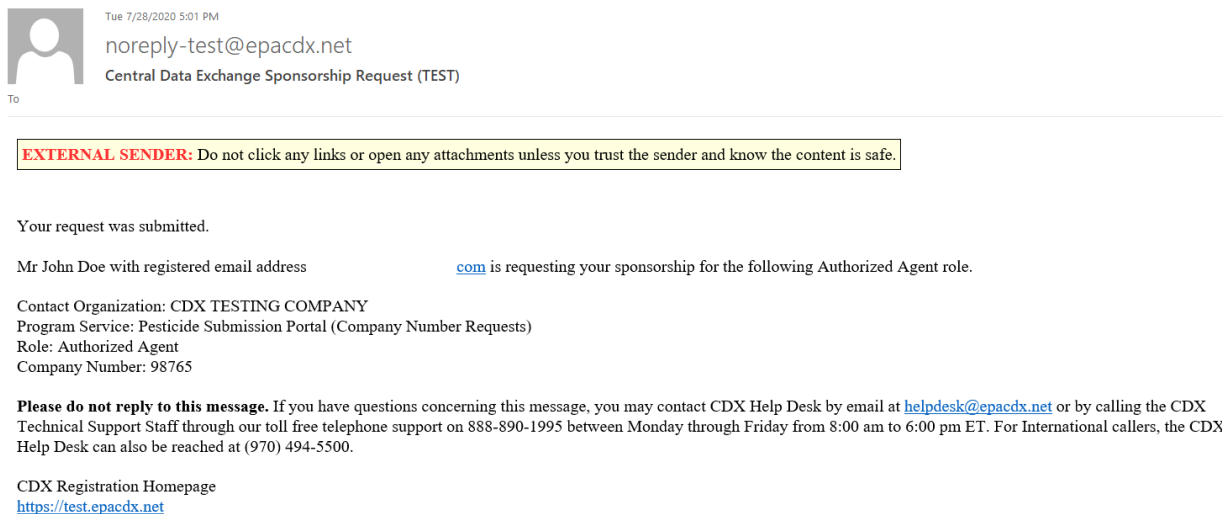 Tue 7/28/2020 5:01 PM
noreply-test@epacdx.net
Central Data Exchange Sponsorship Request (TEST)
To
EXTERNAL SENDER: Do not click any links or open any attachments unless you trust the sender and know the content is safe.
Your request was submitted.
Mr John Doe with registered email address com is requesting your sponsorship for the following Authorized Agent role.
Contact Organization: CDX TESTING COMPANY
Program Service: Pesticide Submission Portal (Company Number Requests)
Role: Authorized Agent
Company Number: 98765
Please do not reply to this message. If you have questions concerning this message, you may contact CDX Help Desk by email at helpdesk@epacdx.net or by calling the CDX
Technical Support Staff through our toll free telephone support on 888-890-1995 between Monday through Friday from 8:00 am to 6:00 pm ET. For International callers, the CDX
Help Desk can also be reached at (970) 494-5500.
CDX Registration Homepage
https://test.epacdx.net